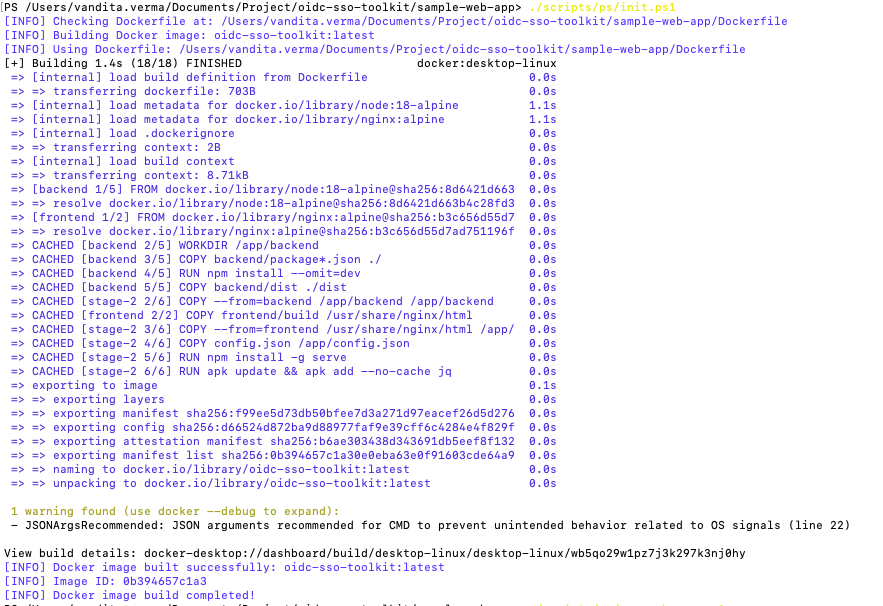 PS /Users/vandita.verma/Documents/Project/oidc-sso-toolkit/sample-web-app> ./scripts/ps/init.ps1
[INFO] Checking Dockerfile at: /Users/vandita.verma/Documents/Project/oidc-sso-toolkit/sample-web-app/Dockerfile
[INFO] Building Docker image: oidc-sso-toolkit:latest
[INFO] Using Dockerfile: /Users/vandita.verma/Documents/Project/oidc-sso-toolkit/sample-web-app/Dockerfile
[+] Building 1.4s (18/18) FINISHED docker:desktop-linux
=> [internal] load build definition from Dockerfile 0.0s
=> => transferring dockerfile: 703B 0.0s
=> [internal] load metadata for docker.io/library/node:18-alpine 1.1s
=> [internal] load metadata for docker.io/library/nginx:alpine 1.1s
=> [internal] load .dockerignore 0.0s
=> => transferring context: 2B 0.0s
=> [internal] load build context 0.0s
=> => transferring context: 8.71kB 0.0s
=> [backend 1/5] FROM docker.io/library/node:18-alpine@sha256:8d6421d663 0.0s
=> => resolve docker.io/library/node:18-alpine@sha256:8d6421d663b4c28fd3 0.0s
=> [frontend 1/2] FROM docker.io/library/nginx:alpine@sha256:b3c656d55d7 0.0s
=> => resolve docker.io/library/nginx:alpine@sha256:b3c656d55d7ad751196f 0.0s
=> CACHED [backend 2/5] WORKDIR /app/backend 0.0s
=> CACHED [backend 3/5] COPY backend/package*.json ./ 0.0s
=> CACHED [backend 4/5] RUN npm install --omit=dev 0.0s
=> CACHED [backend 5/5] COPY backend/dist ./dist 0.0s
=> CACHED [stage-2 2/6] COPY --from=backend /app/backend /app/backend 0.0s
=> CACHED [frontend 2/2] COPY frontend/build /usr/share/nginx/html 0.0s
=> CACHED [stage-2 3/6] COPY --from=frontend /usr/share/nginx/html /app/ 0.0s
=> CACHED [stage-2 4/6] COPY config.json /app/config.json 0.0s
=> CACHED [stage-2 5/6] RUN npm install -g serve 0.0s
=> CACHED [stage-2 6/6] RUN apk update && apk add --no-cache jq 0.0s
=> exporting to image 0.1s
=> => exporting layers 0.0s
=> => exporting manifest sha256:f99ee5d73db50bfee7d3a271d97eacef26d5d276 0.0s
=> => exporting config sha256:d66524d872ba9d88977faf9e39cff6c4284e4f829f 0.0s
=> => exporting attestation manifest sha256:b6ae303438d343691db5eef8f132 0.0s
=> => exporting manifest list sha256:0b394657c1a30e0eba63e0f91603cde64a9 0.0s
=> => naming to docker.io/library/oidc-sso-toolkit:latest 0.0s
=> => unpacking to docker.io/library/oidc-sso-toolkit:latest 0.0s
1 warning found (use docker --debug to expand):
- JSONArgsRecommended: JSON arguments recommended for CMD to prevent unintended behavior related to OS signals (line 22)
View build details: docker-desktop://dashboard/build/desktop-linux/desktop-linux/wb5qo29w1pz7j3k297k3nj0hy
[INFO] Docker image built successfully: oidc-sso-toolkit:latest
[INFO] Image ID: 0b394657c1a3
[INFO] Docker image build completed!